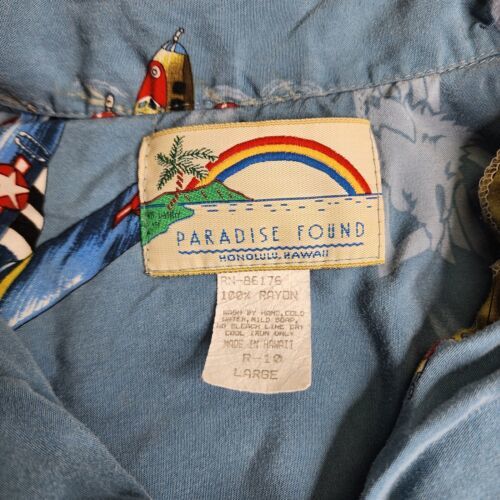 PARADISE FOUND
HONOLULU, HAWAII
RN-86176
100% RAYON
WASH BY HAND, COLD
WATER, MILD SOAP,
NO BLEACH LINE DRY
COOL IRON ONLY
MADE IN HAWAII
R-10
LARGE